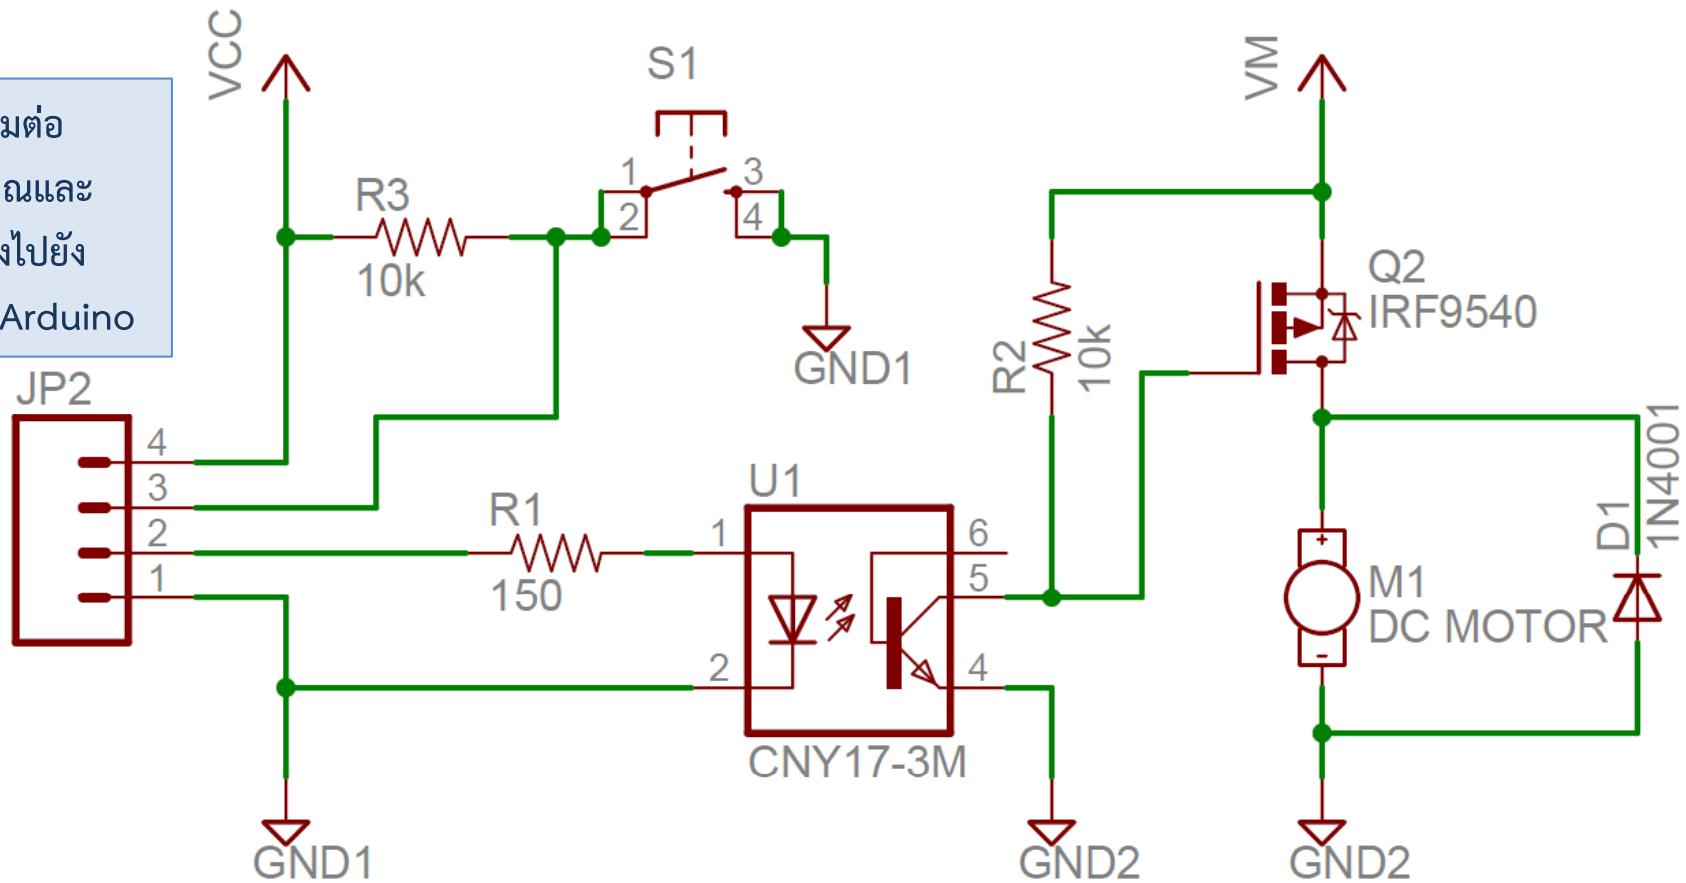 VCC
S1
VM
มต่อ
ณและ
งไปยัง
Arduino
R3
10k
1
2
3
4
GND1
Q2
IRF9540
R2
10k
JP2
4
3
2
1
R1
150
U1
1
2
6
5
4
CNY17-3M
+
-
M1
DC MOTOR
D1
1N4001
GND1
GND2
GND2